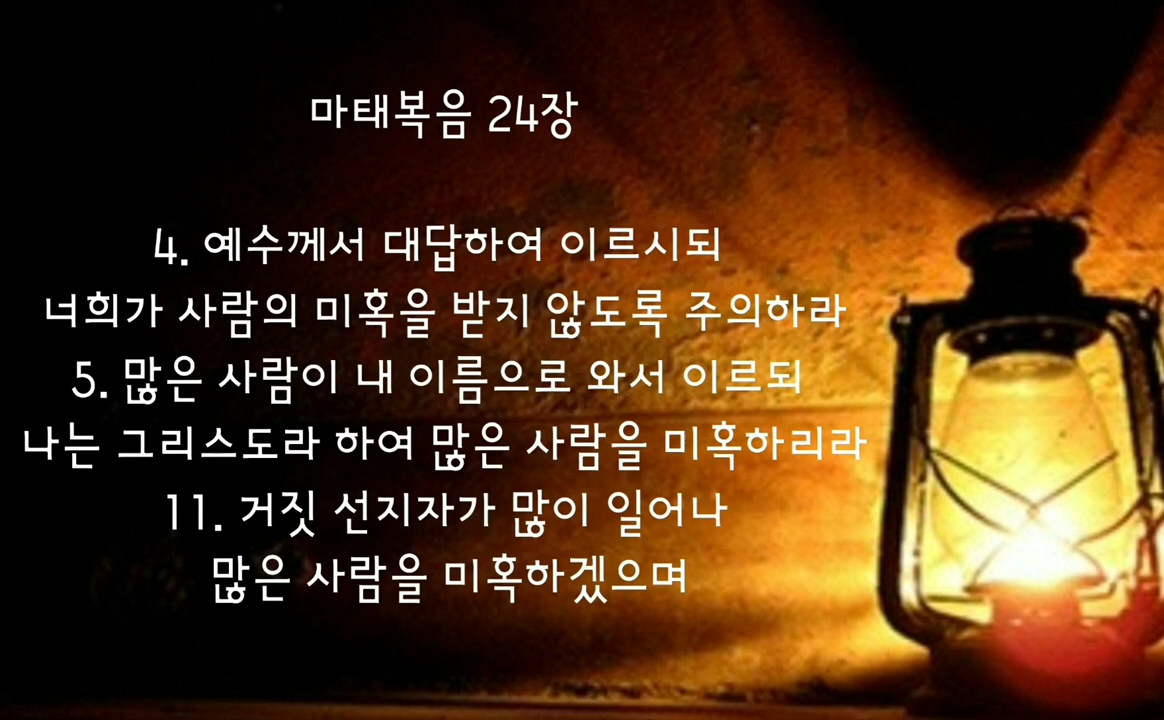 마태복음 24장
4. 예수께서 대답하여 이르시되
너희가 사람의 미혹을 받지 않도록 주의하라
5. 많은 사람이 내 이름으로 와서 이르되
나는 그리스도라 하여 많은 사람을 미혹하리라
11. 거짓 선지자가 많이 일어나
많은 사람을 미혹하겠으며